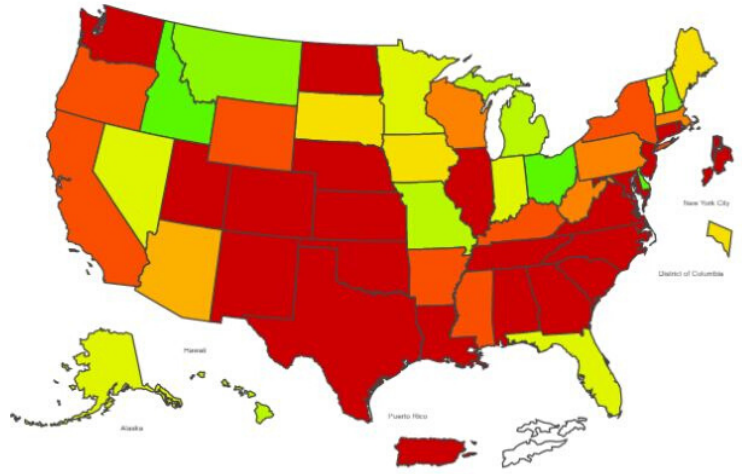 New York City
District of Columbia
Hawaii
Alaska
Puerto Rico